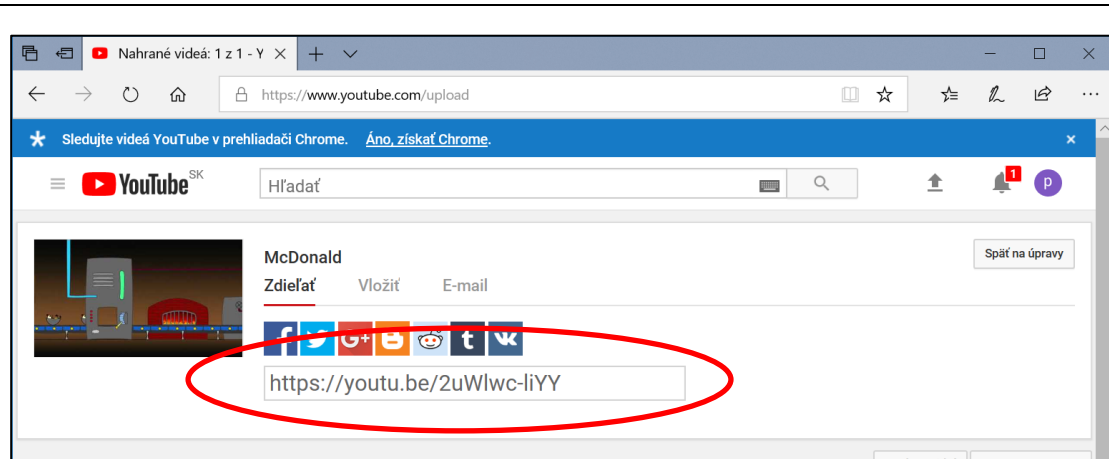 Nahrané videá: 1 z 1 - Y
https://www.youtube.com/upload
Sledujte videá YouTube v prehliadači Chrome. Áno, získať Chrome.
YouTube SK
Hľadať
1
p
McDonald
Späť na úpravy
Zdieľať Vložiť E-mail
https://youtu.be/2uWlwc-liYY